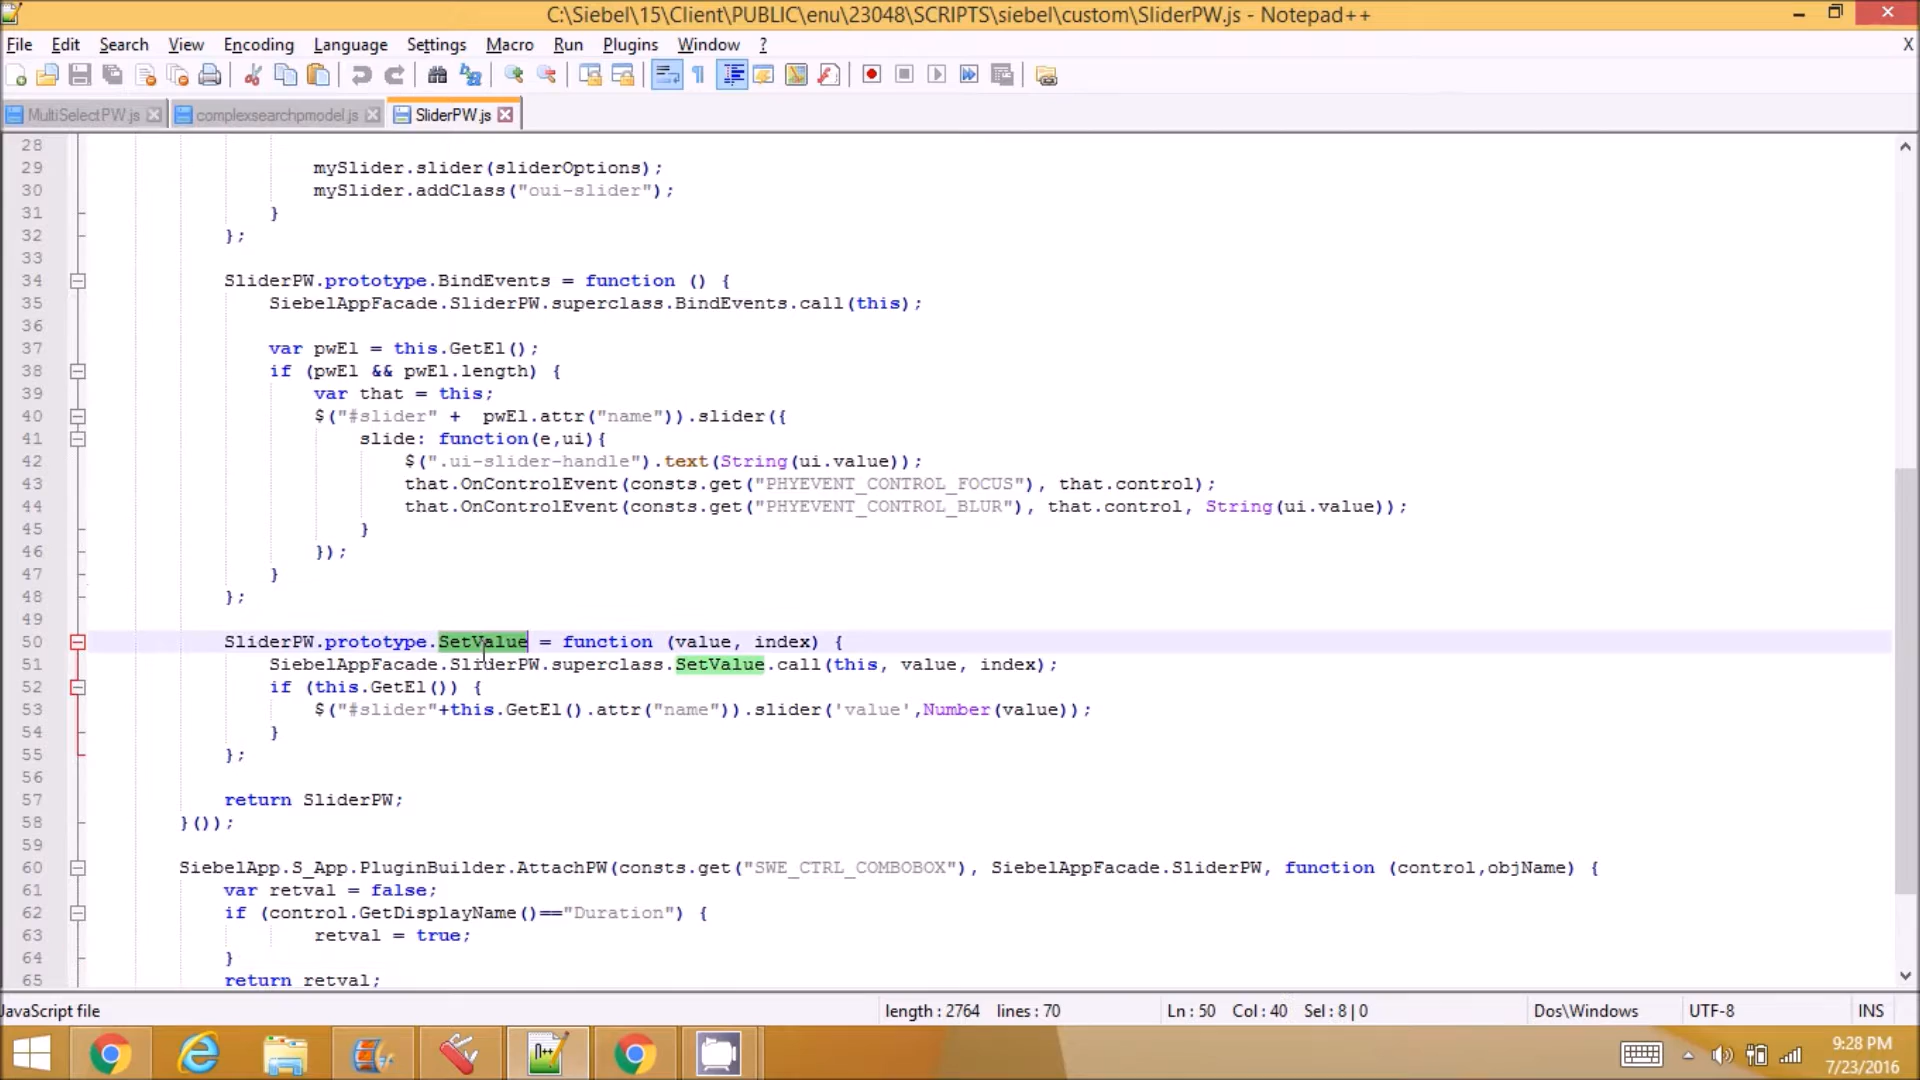 C:\Siebel\15\Client\PUBLIC\enu\23048\SCRIPTS\siebel\custom\SliderPW.js - Notepad++
File Edit Search View Encoding Language Settings Macro Run Plugins Window ? X
MultiSelectPW.js complexsearchpmodel.js SliderPW.js
28
29 mySlider.slider(sliderOptions);
30 mySlider.addClass("oui-slider");
31 }
32 };
33
34 SliderPW.prototype.BindEvents = function () {
35 SiebelAppFacade.SliderPW.superclass.BindEvents.call(this);
36
37 var pwEl = this.GetEl();
38 if (pwEl && pwEl.length) {
39 var that = this;
40 $("#slider" +  pwEl.attr("name")).slider({
41 slide: function(e,ui){
42 $(".ui-slider-handle").text(String(ui.value));
43 that.OnControlEvent(consts.get("PHYEVENT_CONTROL_FOCUS"), that.control);
44 that.OnControlEvent(consts.get("PHYEVENT_CONTROL_BLUR"), that.control, String(ui.value));
45 }
46 });
47 }
48 };
49
50 SliderPW.prototype.SetValue = function (value, index) {
51 SiebelAppFacade.SliderPW.superclass.SetValue.call(this, value, index);
52 if (this.GetEl()) {
53 $("#slider"+this.GetEl().attr("name")).slider('value',Number(value));
54 }
55 };
56
57 return SliderPW;
58 }());
59
60 SiebelApp.S_App.PluginBuilder.AttachPW(consts.get("SWE_CTRL_COMBOBOX"), SiebelAppFacade.SliderPW, function (control,objName) {
61 var retval = false;
62 if (control.GetDisplayName()=="Duration") {
63 retval = true;
64 }
65 return retval;
JavaScript file length : 2764 lines : 70 Ln : 50 Col : 40 Sel : 8 | 0 Dos\Windows UTF-8 INS
9:28 PM
7/23/2016